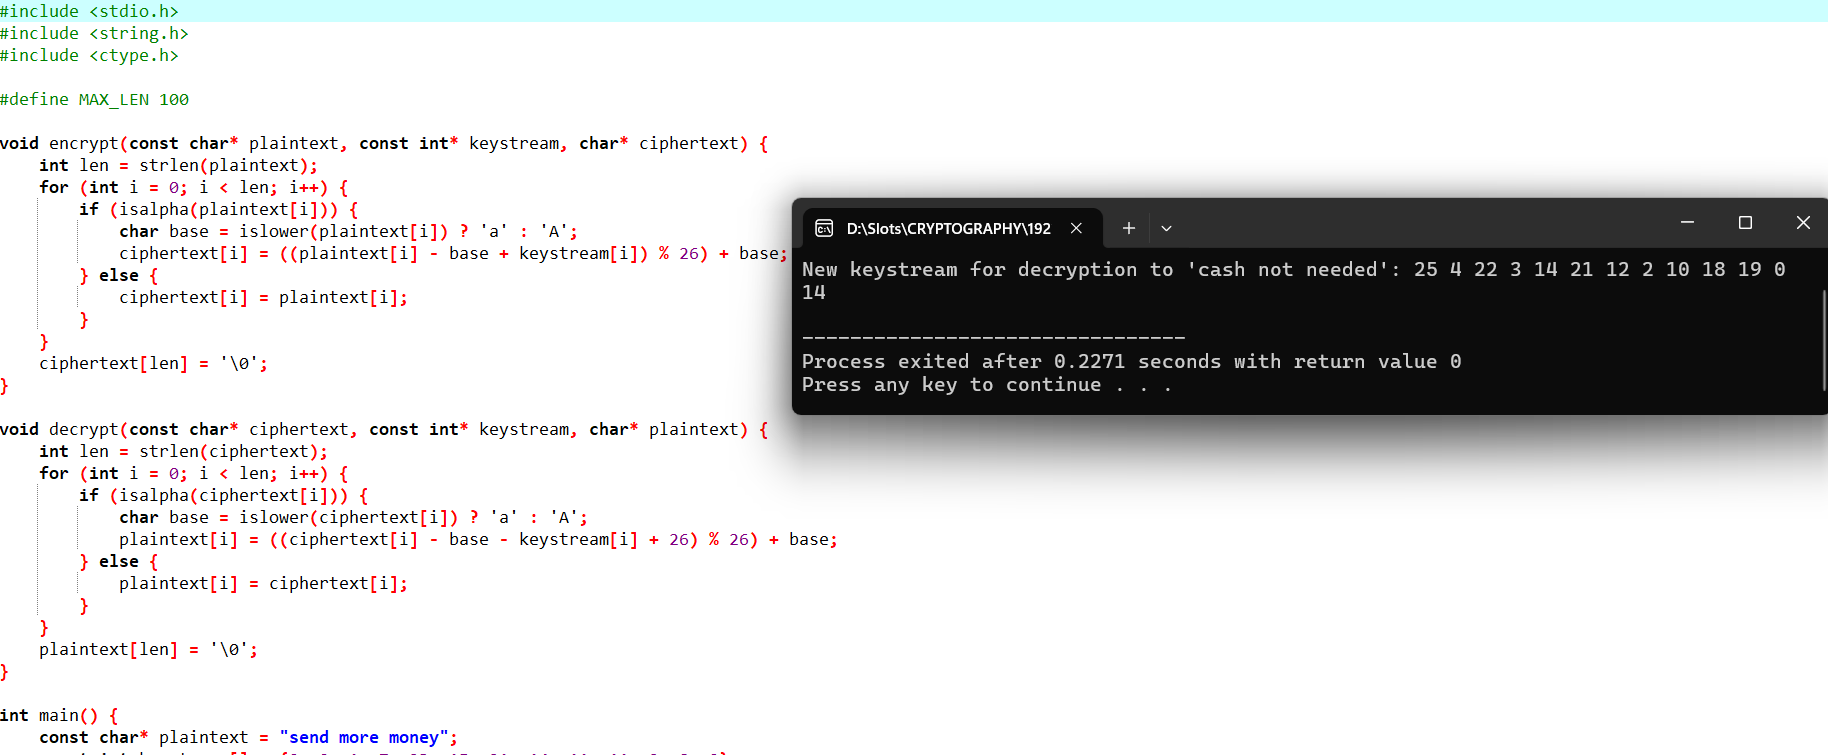 #include <stdio.h>
#include <string.h>
#include <ctype.h>
#define MAX_LEN 100
void encrypt(const char* plaintext, const int* keystream, char* ciphertext) {
    int len = strlen(plaintext);
    for (int i = 0; i < len; i++) {
        if (isalpha(plaintext[i])) {
            char base = islower(plaintext[i]) ? 'a' : 'A';
            ciphertext[i] = ((plaintext[i] - base + keystream[i]) % 26) + base;
        } else {
            ciphertext[i] = plaintext[i];
        }
    }
    ciphertext[len] = '\0';
}
void decrypt(const char* ciphertext, const int* keystream, char* plaintext) {
    int len = strlen(ciphertext);
    for (int i = 0; i < len; i++) {
        if (isalpha(ciphertext[i])) {
            char base = islower(ciphertext[i]) ? 'a' : 'A';
            plaintext[i] = ((ciphertext[i] - base - keystream[i] + 26) % 26) + base;
        } else {
            plaintext[i] = ciphertext[i];
        }
    }
    plaintext[len] = '\0';
}
int main() {
    const char* plaintext = "send more money";
D:\Slots\CRYPTOGRAPHY\192
New keystream for decryption to 'cash not needed': 25 4 22 3 14 21 12 2 10 18 19 0
14
--------------------------------
Process exited after 0.2271 seconds with return value 0
Press any key to continue . . .